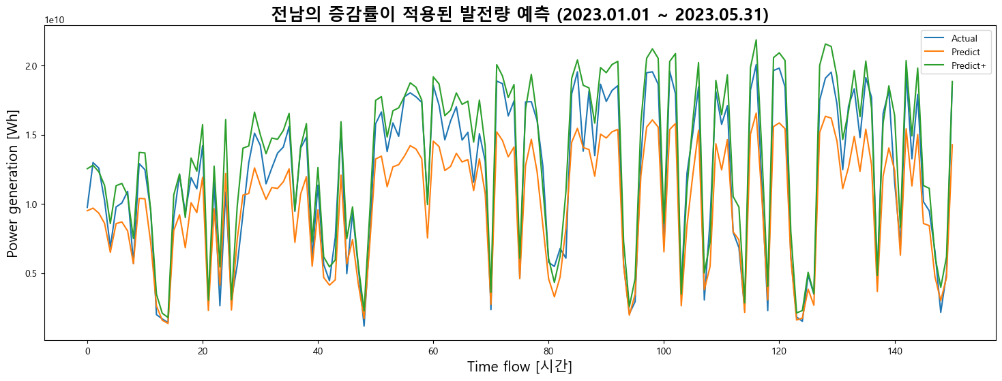 전남의 증감률이 적용된 발전량 예측 (2023.01.01 ~ 2023.05.31)
1e10
Actual
Predict
Predict+
2.0
1.5
1.0
0.5
Power generation [Wh]
0 20 40 60 80 100 120 140
Time flow [시간]